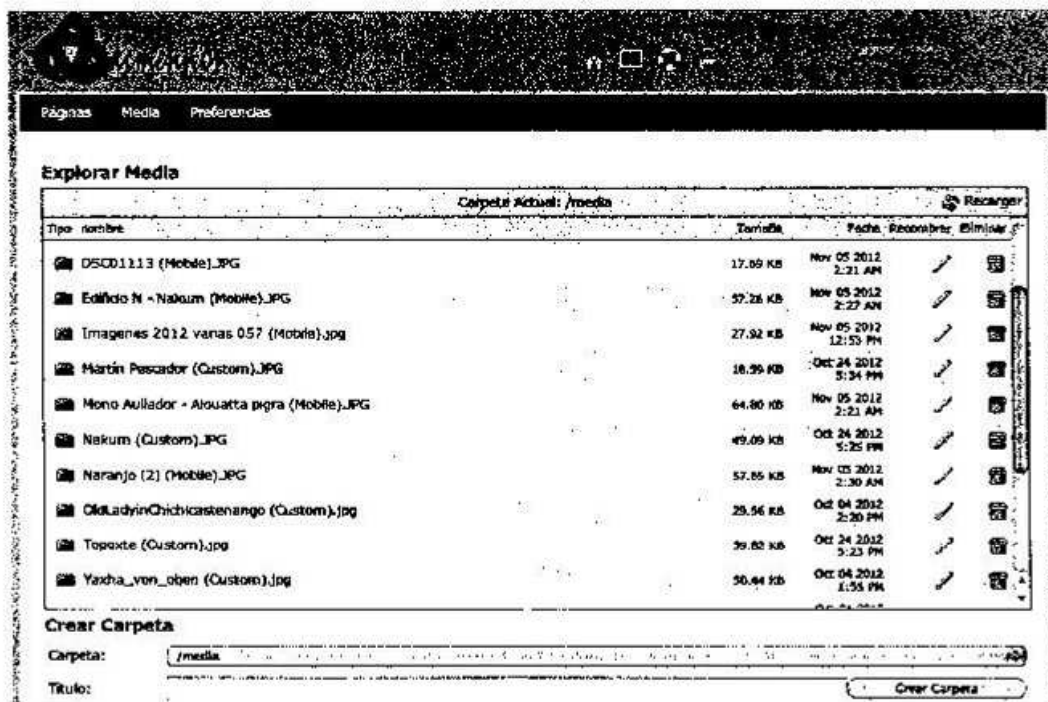 Páginas Media Preferencias
Explorar Media
Carpeta Actual: /media Recargar
Tipo nombre Tamaño Fecha Renombrar Eliminar
DSC01113 (Mobile).JPG 17.69 KB Nov 05 2012 2:21 AM
Edificio N - Nakum (Mobile).JPG 57.26 KB Nov 05 2012 2:27 AM
Imagenes 2012 varias 057 (Mobile).jpg 27.92 KB Nov 05 2012 12:53 PM
Martín Pescador (Custom).JPG 18.59 KB Oct 24 2012 5:34 PM
Mono Aullador - Alouatta pigra (Mobile).JPG 64.80 KB Nov 05 2012 2:21 AM
Nakum (Custom).JPG 49.09 KB Oct 24 2012 5:25 PM
Naranjo (2) (Mobile).JPG 57.85 KB Nov 05 2012 2:30 AM
OldLadyinChichicastenango (Custom).jpg 29.56 KB Oct 04 2012 2:20 PM
Topoxte (Custom).jpg 59.82 KB Oct 24 2012 5:23 PM
Yaxha_von_oben (Custom).jpg 50.44 KB Oct 04 2012 1:55 PM
Crear Carpeta
Carpeta: /media
Título: Crear Carpeta